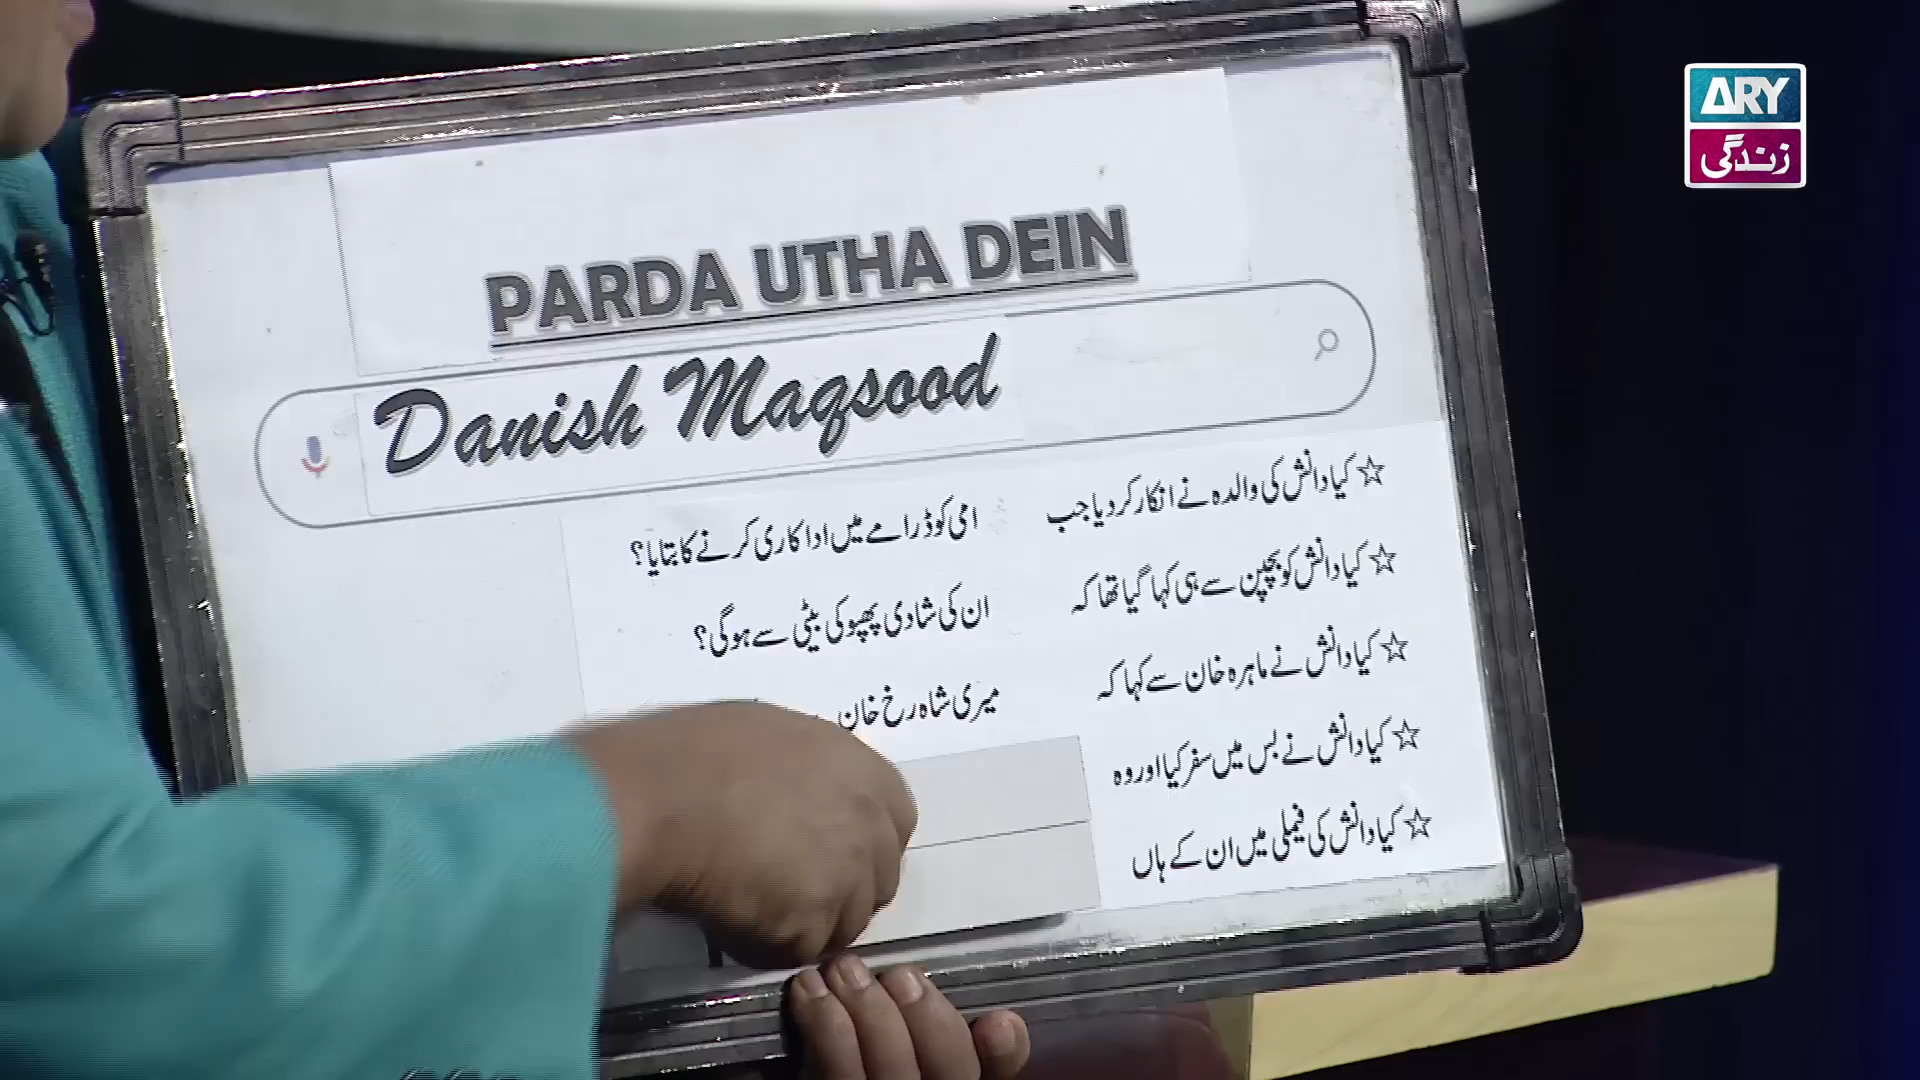 ARY
زندگی
PARDA UTHA DEIN
Danish Maqsood
☆ کیا دانش کی والدہ نے انکار کر دیا جب امی کو ڈرامے میں اداکاری کرنے کا بتایا؟
☆ کیا دانش کو بچپن سے ہی کہا گیا تھا کہ ان کی شادی پھپو کی بیٹی سے ہوگی؟
☆ کیا دانش نے ماہرہ خان سے کہا کہ میری شاہ رخ خان
☆ کیا دانش نے بس میں سفر کیا اور وہ
☆ کیا دانش کی فیملی میں ان کے ہاں